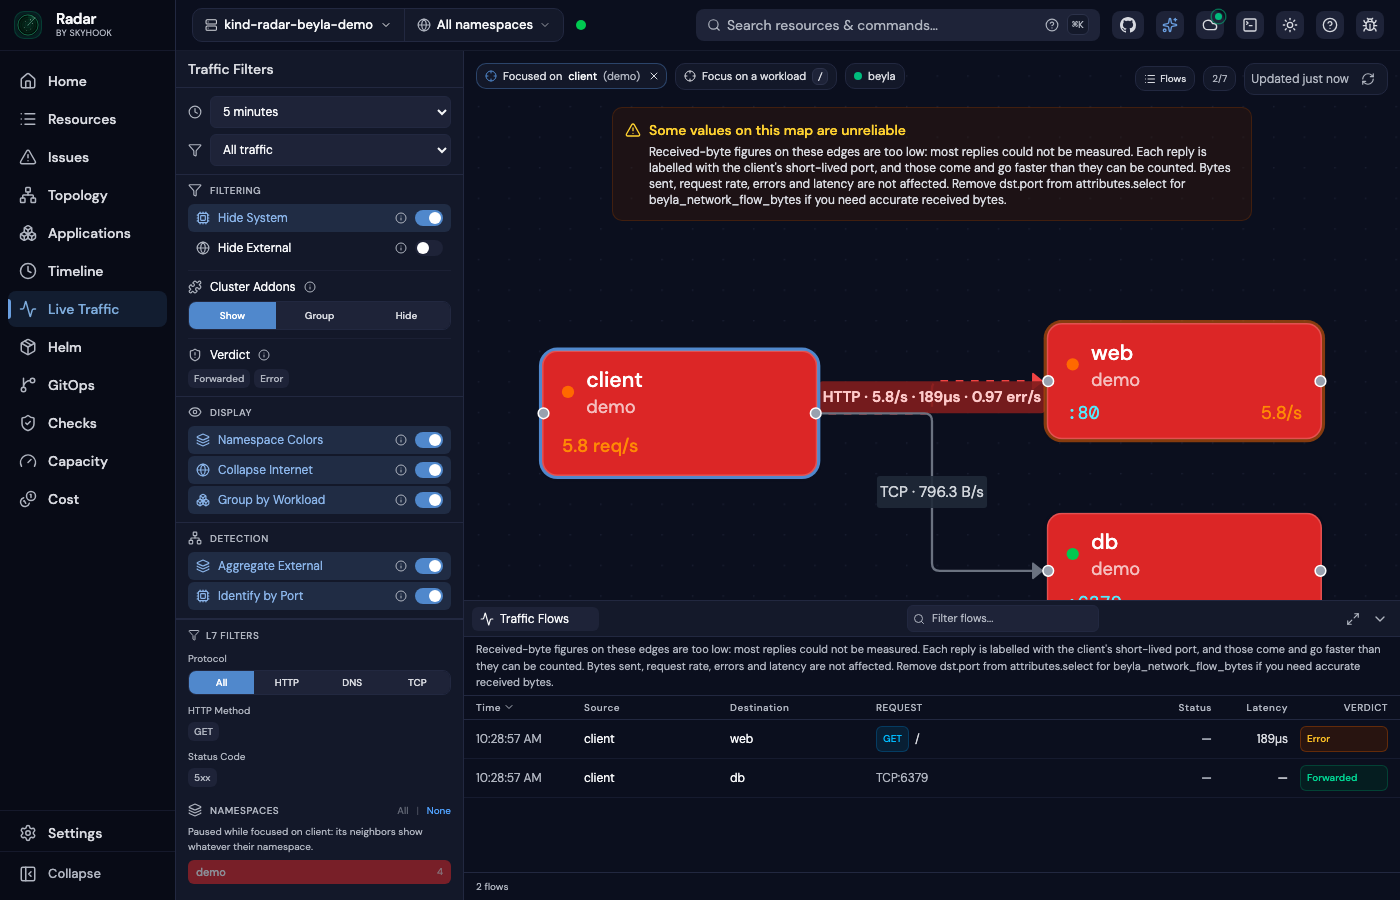 Radar
BY SKYHOOK
kind-radar-beyla-demo
All namespaces
Search resources & commands...
⌘K
Home
Resources
Issues
Topology
Applications
Timeline
Live Traffic
Helm
GitOps
Checks
Capacity
Cost
Settings
Collapse
Traffic Filters
5 minutes
All traffic
FILTERING
Hide System
Hide External
Cluster Addons
Show Group Hide
Verdict
Forwarded Error
DISPLAY
Namespace Colors
Collapse Internet
Group by Workload
DETECTION
Aggregate External
Identify by Port
L7 FILTERS
Protocol
All HTTP DNS TCP
HTTP Method
GET
Status Code
5xx
NAMESPACES All | None
Paused while focused on client: its neighbors show
whatever their namespace.
demo 4
Focused on client (demo)
Focus on a workload /
beyla
Flows
2/7
Updated just now
Some values on this map are unreliable
Received-byte figures on these edges are too low: most replies could not be measured. Each reply is
labelled with the client's short-lived port, and those come and go faster than they can be counted. Bytes
sent, request rate, errors and latency are not affected. Remove dst.port from attributes.select for
beyla_network_flow_bytes if you need accurate received bytes.
client
demo
5.8 req/s
HTTP · 5.8/s · 189µs · 0.97 err/s
TCP · 796.3 B/s
web
demo
:80 5.8/s
db
demo
:6379
Traffic Flows
Filter flows...
Received-byte figures on these edges are too low: most replies could not be measured. Each reply is labelled with the client's short-lived port, and those come and go faster than
they can be counted. Bytes sent, request rate, errors and latency are not affected. Remove dst.port from attributes.select for beyla_network_flow_bytes if you need accurate
received bytes.
Time Source Destination REQUEST Status Latency VERDICT
10:28:57 AM client web GET / — 189µs Error
10:28:57 AM client db TCP:6379 — — Forwarded
2 flows